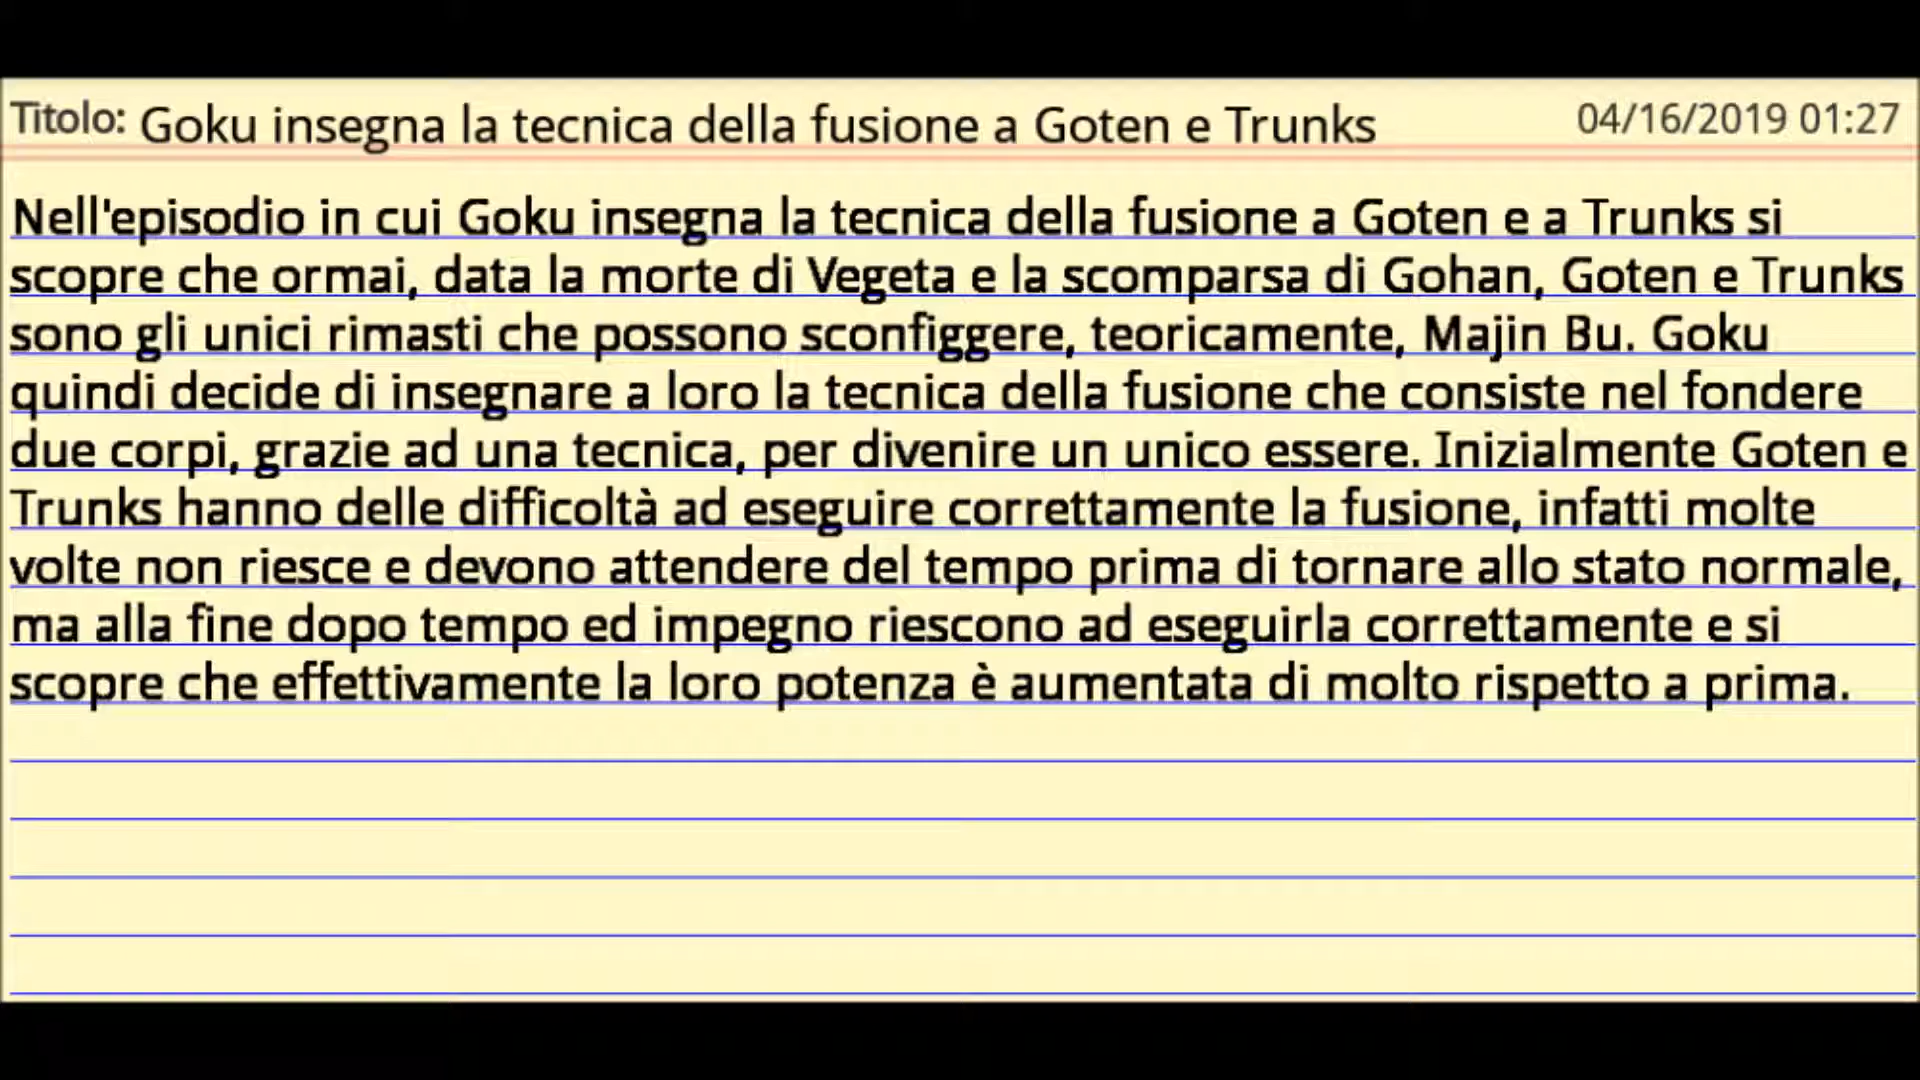 Titolo: Goku insegna la tecnica della fusione a Goten e Trunks 04/16/2019 01:27
Nell'episodio in cui Goku insegna la tecnica della fusione a Goten e a Trunks si
scopre che ormai, data la morte di Vegeta e la scomparsa di Gohan, Goten e Trunks
sono gli unici rimasti che possono sconfiggere, teoricamente, Majin Bu. Goku
quindi decide di insegnare a loro la tecnica della fusione che consiste nel fondere
due corpi, grazie ad una tecnica, per divenire un unico essere. Inizialmente Goten e
Trunks hanno delle difficoltà ad eseguire correttamente la fusione, infatti molte
volte non riesce e devono attendere del tempo prima di tornare allo stato normale,
ma alla fine dopo tempo ed impegno riescono ad eseguirla correttamente e si
scopre che effettivamente la loro potenza è aumentata di molto rispetto a prima.